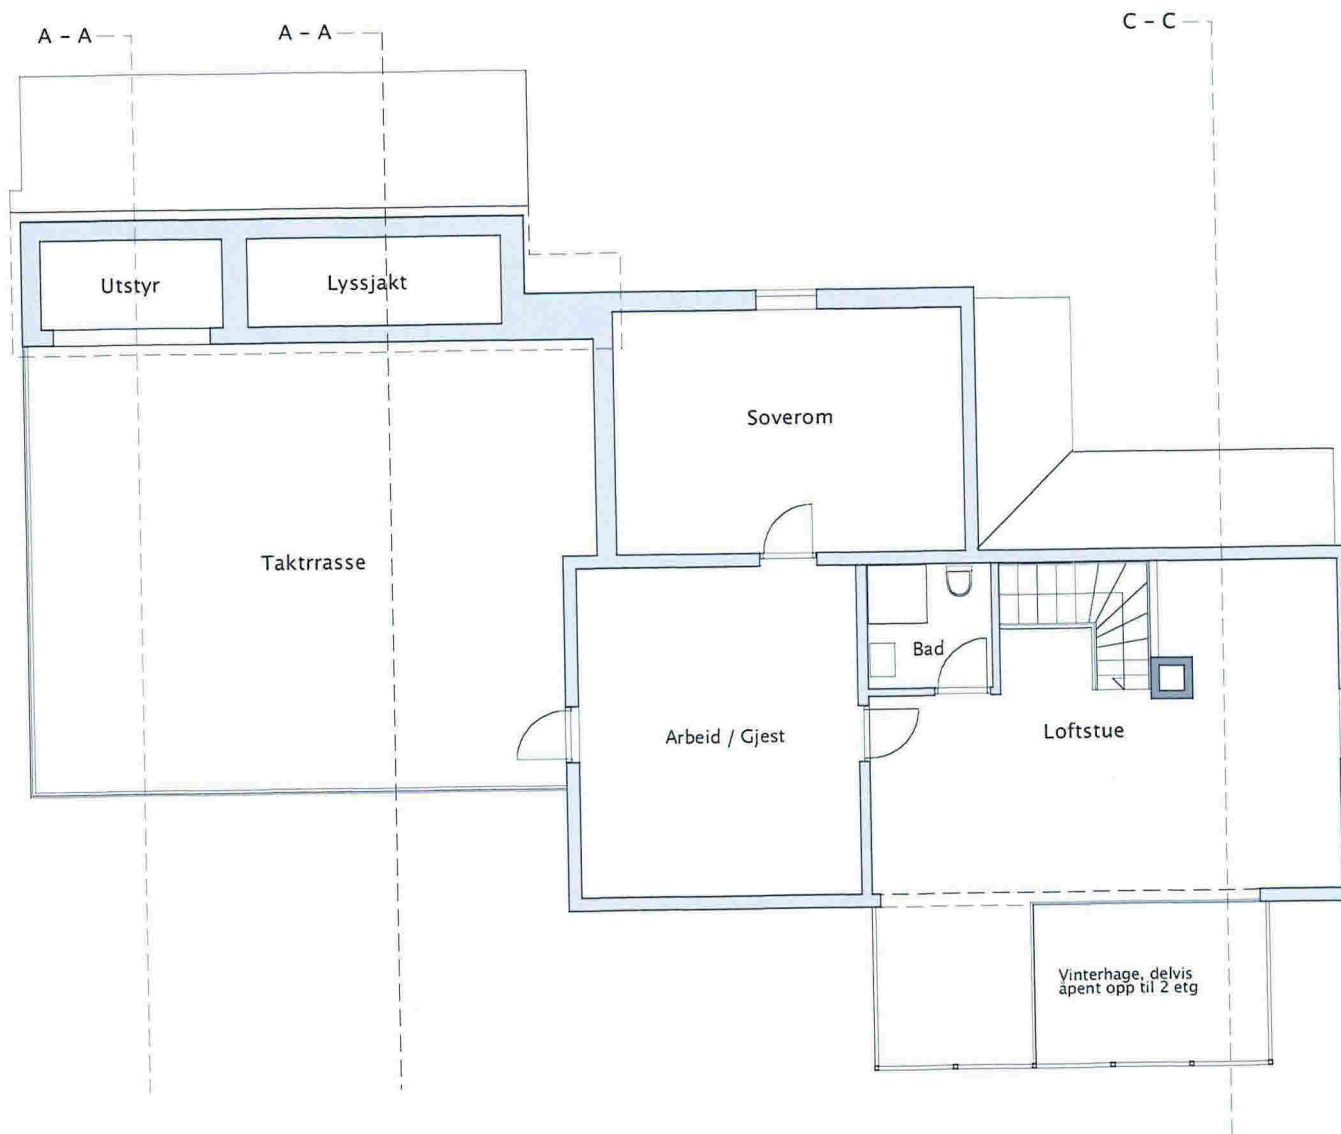 A – A
A – A
C – C
Utstyr
Lyssjakt
Soverom
Taktrrasse
Bad
Arbeid / Gjest
Loftstue
Vinterhage, delvis
åpent opp til 2 etg